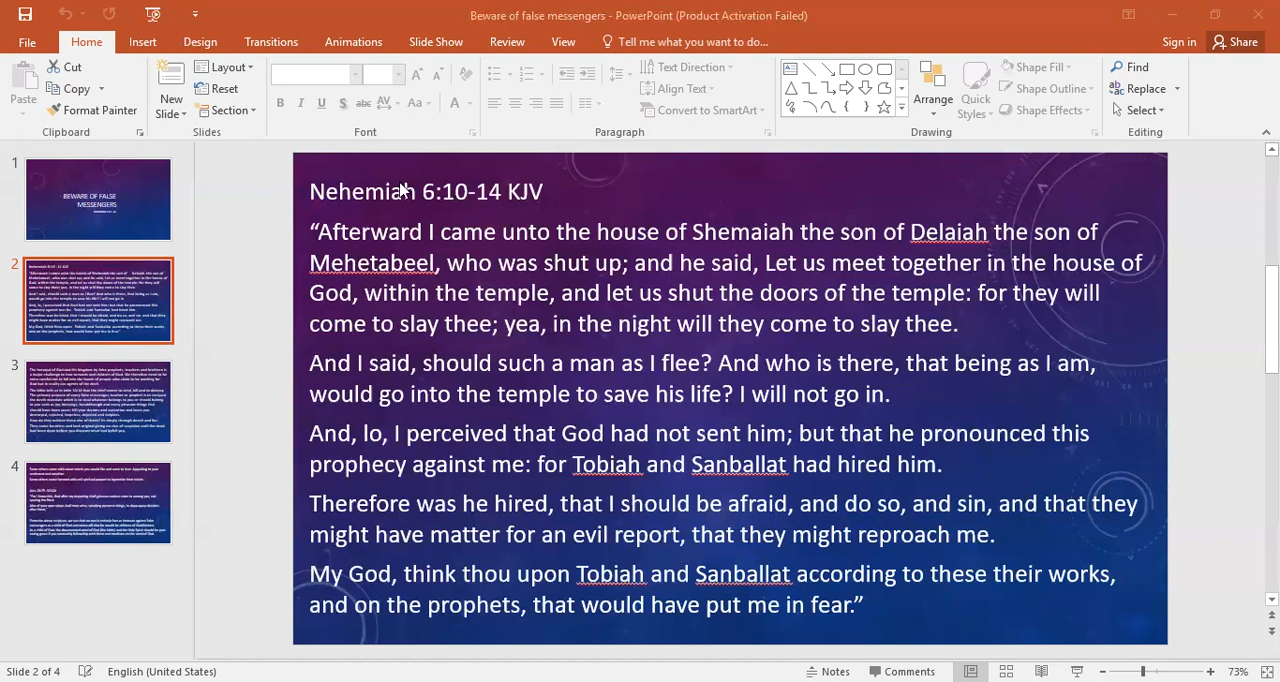 Beware of false messengers - PowerPoint (Product Activation Failed)
File Home Insert Design Transitions Animations Slide Show Review View Tell me what you want to do... Sign in Share
Paste Cut Copy Format Painter
Clipboard
New Slide Layout Reset Section
Slides
B I U S abc AV Aa A
Font
Text Direction Align Text Convert to SmartArt
Paragraph
Arrange Quick Styles Shape Fill Shape Outline Shape Effects
Drawing
Find Replace Select
Editing
1
BEWARE OF FALSE
MESSENGERS
2
3
4
Nehemiah 6:10-14 KJV
“Afterward I came unto the house of Shemaiah the son of Delaiah the son of
Mehetabeel, who was shut up; and he said, Let us meet together in the house of
God, within the temple, and let us shut the doors of the temple: for they will
come to slay thee; yea, in the night will they come to slay thee.
And I said, should such a man as I flee? And who is there, that being as I am,
would go into the temple to save his life? I will not go in.
And, lo, I perceived that God had not sent him; but that he pronounced this
prophecy against me: for Tobiah and Sanballat had hired him.
Therefore was he hired, that I should be afraid, and do so, and sin, and that they
might have matter for an evil report, that they might reproach me.
My God, think thou upon Tobiah and Sanballat according to these their works,
and on the prophets, that would have put me in fear.”
Slide 2 of 4 English (United States) Notes Comments 73%